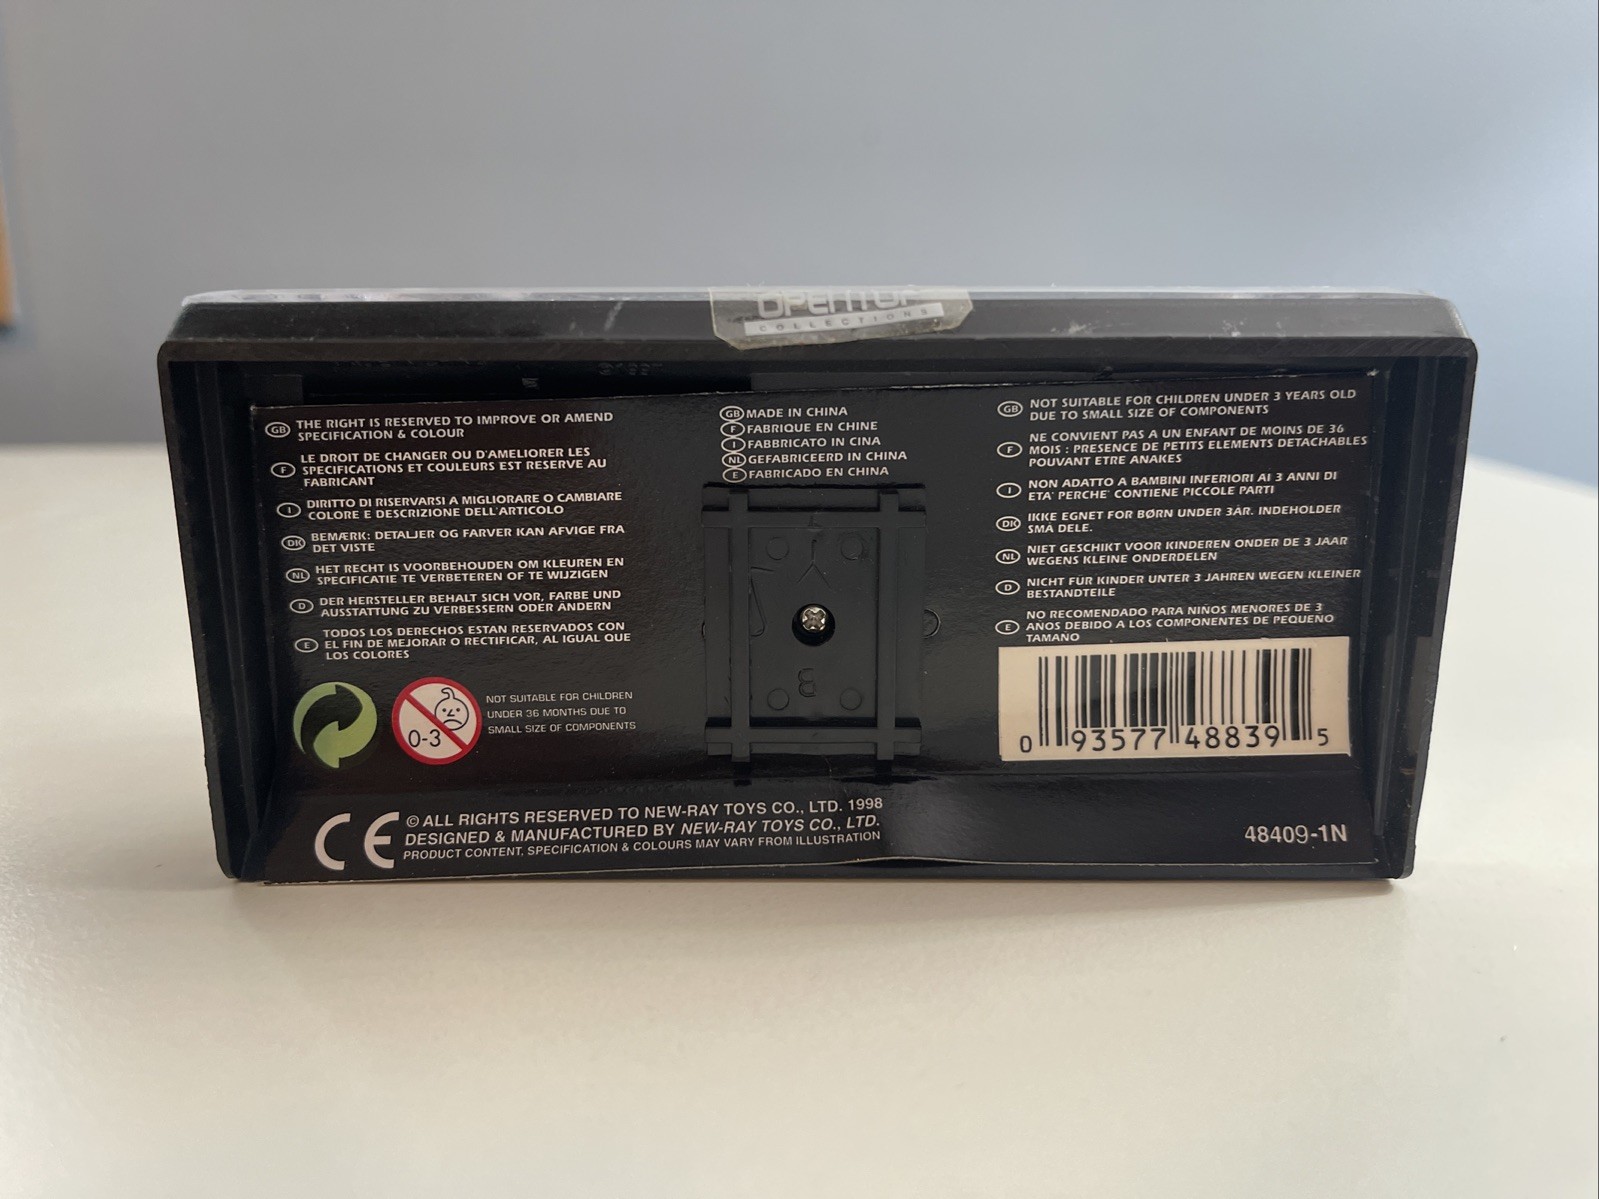 OPENTOP
COLLECTIONS
GB THE RIGHT IS RESERVED TO IMPROVE OR AMEND
SPECIFICATION & COLOUR
F LE DROIT DE CHANGER OU D'AMELIORER LES
SPECIFICATIONS ET COULEURS EST RESERVE AU
FABRICANT
I DIRITTO DI RISERVARSI A MIGLIORARE O CAMBIARE
COLORE E DESCRIZIONE DELL'ARTICOLO
DK BEMÆRK: DETALJER OG FARVER KAN AFVIGE FRA
DET VISTE
NL HET RECHT IS VOORBEHOUDEN OM KLEUREN EN
SPECIFICATIE TE VERBETEREN OF TE WIJZIGEN
D DER HERSTELLER BEHALT SICH VOR, FARBE UND
AUSSTATTUNG ZU VERBESSERN ODER ANDERN
E TODOS LOS DERECHOS ESTAN RESERVADOS CON
EL FIN DE MEJORAR O RECTIFICAR, AL IGUAL QUE
LOS COLORES
0-3
NOT SUITABLE FOR CHILDREN
UNDER 36 MONTHS DUE TO
SMALL SIZE OF COMPONENTS
GB MADE IN CHINA
F FABRIQUE EN CHINE
I FABBRICATO IN CINA
NL GEFABRICEERD IN CHINA
E FABRICADO EN CHINA
8
GB NOT SUITABLE FOR CHILDREN UNDER 3 YEARS OLD
DUE TO SMALL SIZE OF COMPONENTS
F NE CONVIENT PAS A UN ENFANT DE MOINS DE 36
MOIS : PRESENCE DE PETITS ELEMENTS DETACHABLES
POUVANT ETRE ANAKES
I NON ADATTO A BAMBINI INFERIORI AI 3 ANNI DI
ETA' PERCHE' CONTIENE PICCOLE PARTI
DK IKKE EGNET FOR BØRN UNDER 3ÅR. INDEHOLDER
SMÅ DELE.
NL NIET GESCHIKT VOOR KINDEREN ONDER DE 3 JAAR
WEGENS KLEINE ONDERDELEN
D NICHT FÜR KINDER UNTER 3 JAHREN WEGEN KLEINER
BESTANDTEILE
E NO RECOMENDADO PARA NIÑOS MENORES DE 3
AÑOS DEBIDO A LOS COMPONENTES DE PEQUEÑO
TAMAÑO
0 93577 48839 5
CE © ALL RIGHTS RESERVED TO NEW-RAY TOYS CO., LTD. 1998
DESIGNED & MANUFACTURED BY NEW-RAY TOYS CO., LTD.
PRODUCT CONTENT, SPECIFICATION & COLOURS MAY VARY FROM ILLUSTRATION
48409-1N